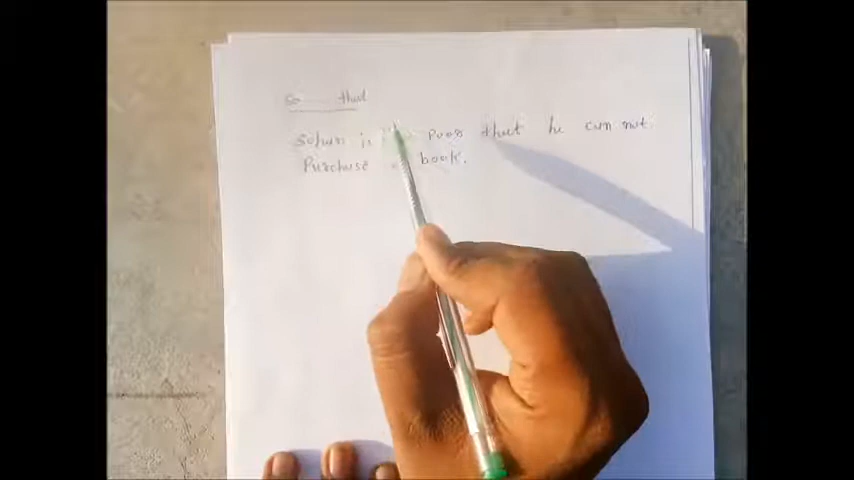 so ..... that
Sohan is poor that he can not
Purchase book.